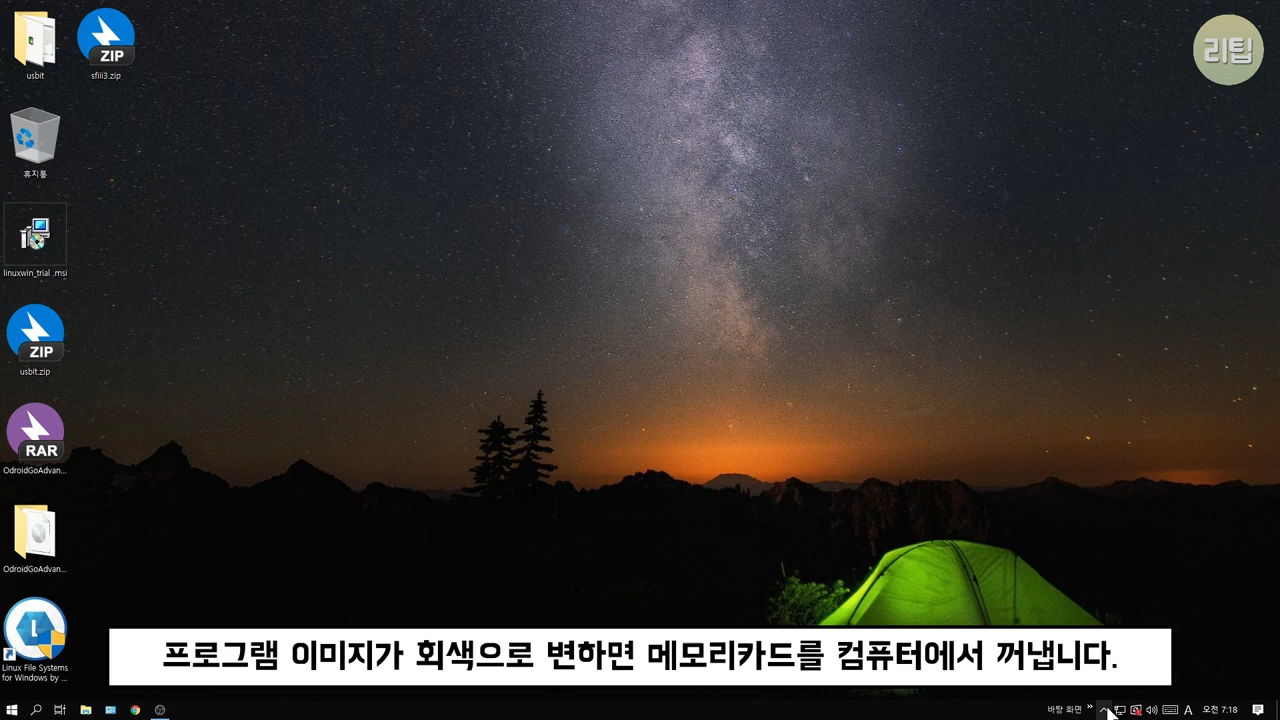 usbit
ZIP
sfiii3.zip
리팁
휴지통
linuxwin_trial .msi
ZIP
usbit.zip
RAR
OdroidGoAdvan...
OdroidGoAdvan...
L
Linux File Systems
for Windows by ...
프로그램 이미지가 회색으로 변하면 메모리카드를 컴퓨터에서 꺼냅니다.
바탕 화면
A
오전 7:18